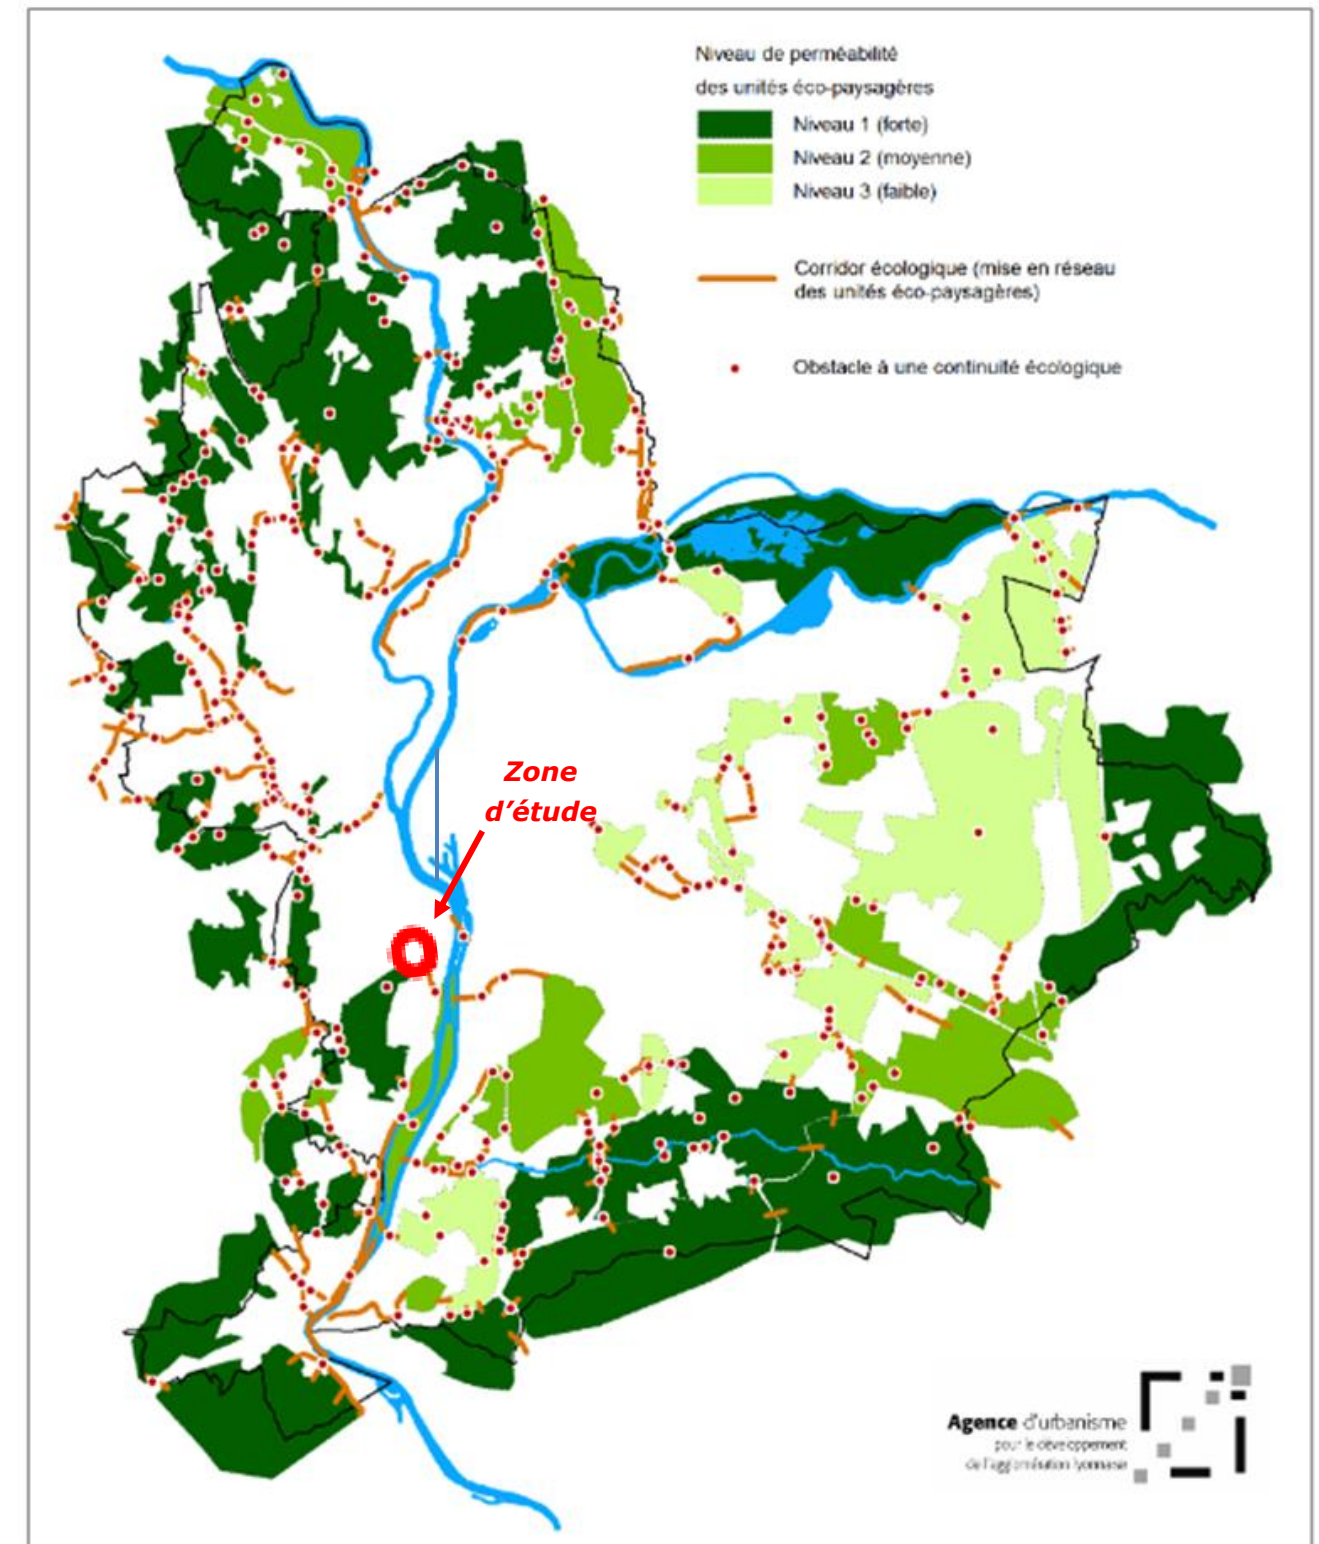 Niveau de perméabilité
des unités éco-paysagères
Niveau 1 (forte)
Niveau 2 (moyenne)
Niveau 3 (faible)
Corridor écologique (mise en réseau
des unités éco-paysagères)
Obstacle à une continuité écologique
Zone
d’étude
Agence d'urbanisme
pour le développement
de l'agglomération lyonnaise